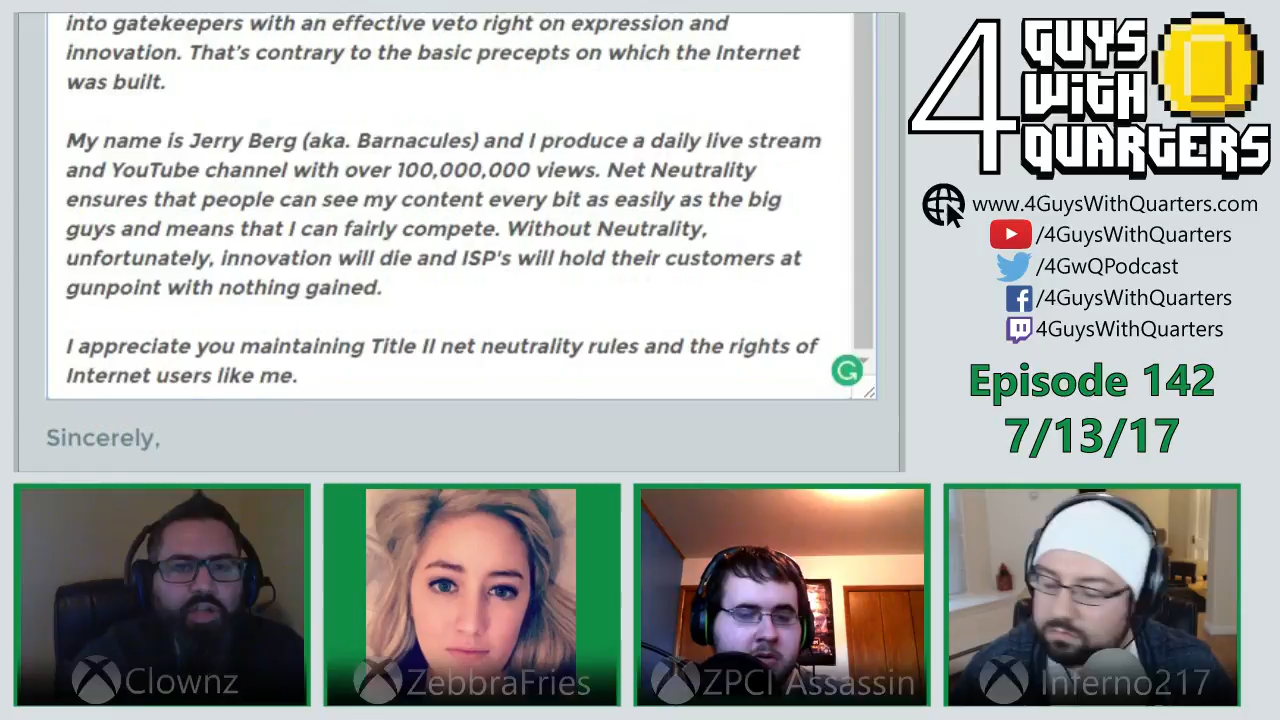 into gatekeepers with an effective veto right on expression and
innovation. That's contrary to the basic precepts on which the Internet
was built.
My name is Jerry Berg (aka. Barnacules) and I produce a daily live stream
and YouTube channel with over 100,000,000 views. Net Neutrality
ensures that people can see my content every bit as easily as the big
guys and means that I can fairly compete. Without Neutrality,
unfortunately, innovation will die and ISP's will hold their customers at
gunpoint with nothing gained.
I appreciate you maintaining Title II net neutrality rules and the rights of
Internet users like me.
Sincerely,
4 GUYS
WITH
QUARTERS
www.4GuysWithQuarters.com
/4GuysWithQuarters
/4GwQPodcast
/4GuysWithQuarters
4GuysWithQuarters
Episode 142
7/13/17
Clownz
ZebbraFries
ZPCI Assassin
Inferno217